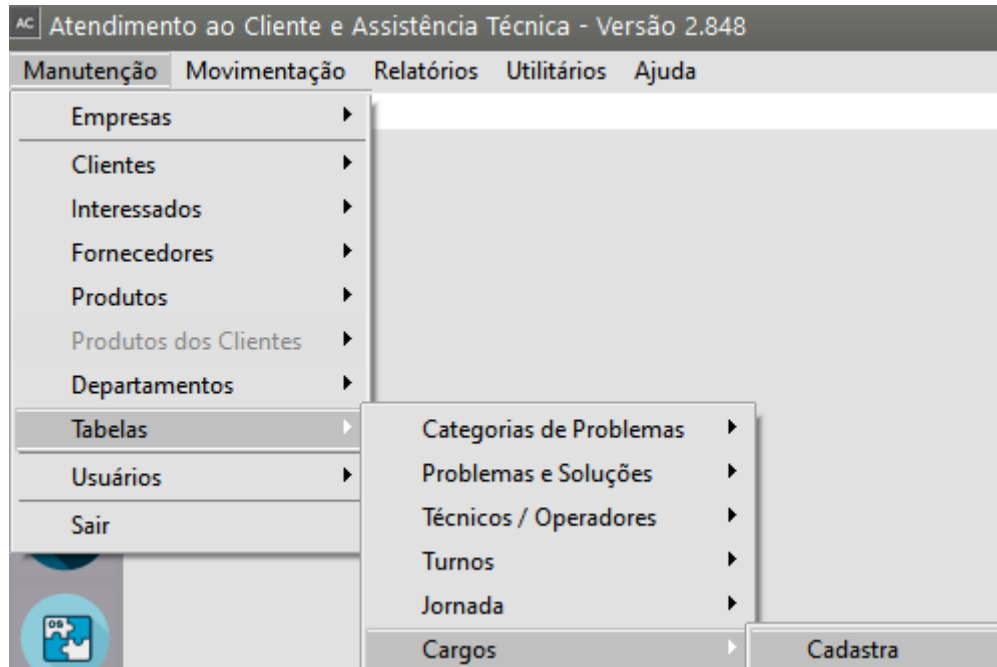 AC Atendimento ao Cliente e Assistência Técnica - Versão 2.848
Manutenção Movimentação Relatórios Utilitários Ajuda
Empresas
Clientes
Interessados
Fornecedores
Produtos
Produtos dos Clientes
Departamentos
Tabelas
Usuários
Sair
Categorias de Problemas
Problemas e Soluções
Técnicos / Operadores
Turnos
Jornada
Cargos
Cadastra
OS